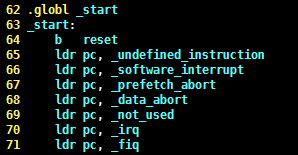 62 .globl _start
63 _start:
64     b   reset
65     ldr pc, _undefined_instruction
66     ldr pc, _software_interrupt
67     ldr pc, _prefetch_abort
68     ldr pc, _data_abort
69     ldr pc, _not_used
70     ldr pc, _irq
71     ldr pc, _fiq